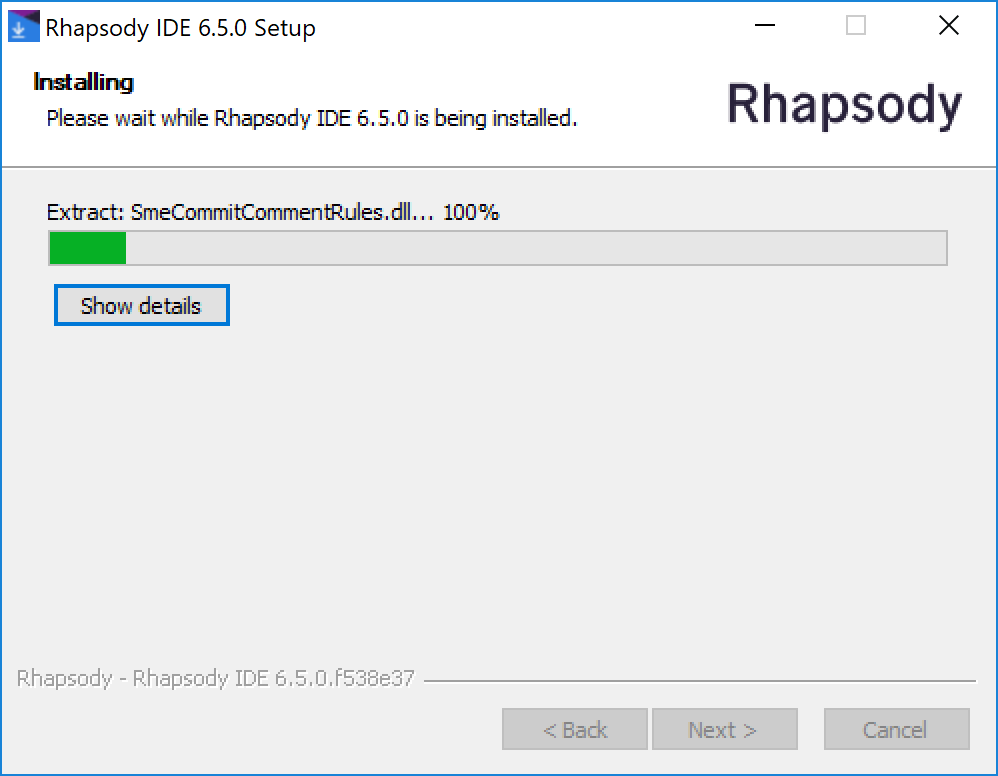 Rhapsody IDE 6.5.0 Setup
Installing
Please wait while Rhapsody IDE 6.5.0 is being installed.
Rhapsody
Extract: SmeCommitCommentRules.dll... 100%
Show details
Rhapsody - Rhapsody IDE 6.5.0.f538e37
< Back Next > Cancel